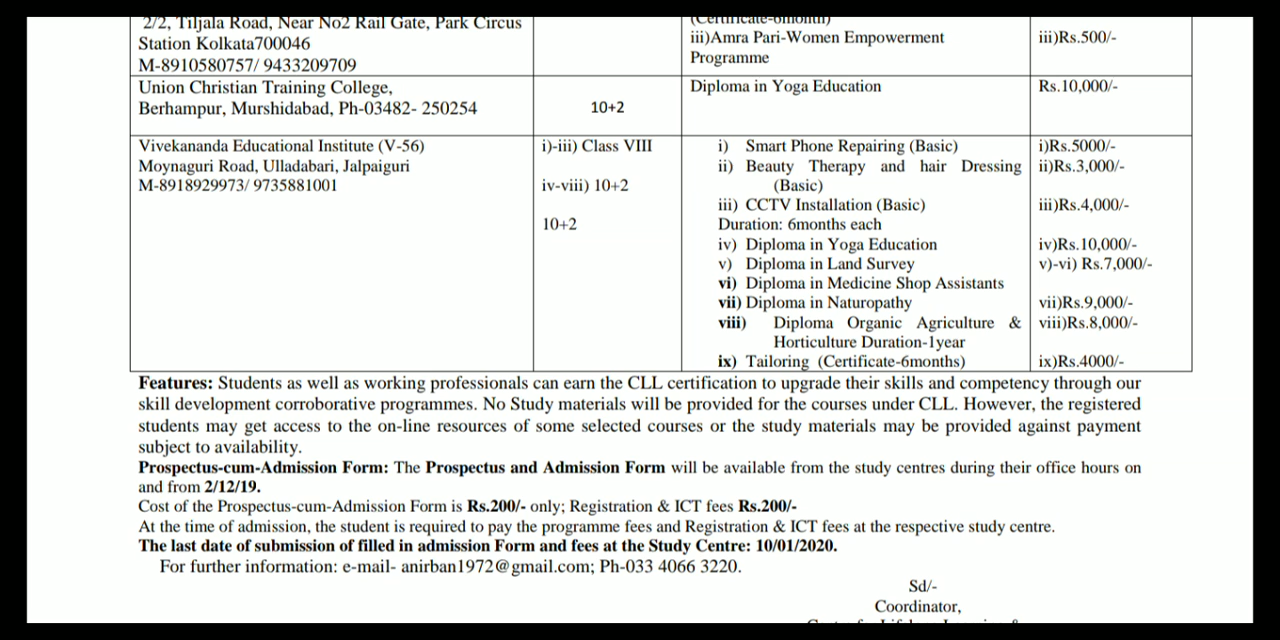 2/2, Tiljala Road, Near No2 Rail Gate, Park Circus
Station Kolkata700046
M-8910580757/ 9433209709
(Certificate-6month)
iii)Amra Pari-Women Empowerment
Programme
iii)Rs.500/-
Union Christian Training College,
Berhampur, Murshidabad, Ph-03482- 250254
10+2
Diploma in Yoga Education
Rs.10,000/-
Vivekananda Educational Institute (V-56)
Moynaguri Road, Ulladabari, Jalpaiguri
M-8918929973/ 9735881001
i)-iii) Class VIII
iv-viii) 10+2
10+2
i) Smart Phone Repairing (Basic)
ii) Beauty Therapy and hair Dressing
(Basic)
iii) CCTV Installation (Basic)
Duration: 6months each
iv) Diploma in Yoga Education
v) Diploma in Land Survey
vi) Diploma in Medicine Shop Assistants
vii) Diploma in Naturopathy
viii) Diploma Organic Agriculture &
Horticulture Duration-1year
ix) Tailoring (Certificate-6months)
i)Rs.5000/-
ii)Rs.3,000/-
iii)Rs.4,000/-
iv)Rs.10,000/-
v)-vi) Rs.7,000/-
vii)Rs.9,000/-
viii)Rs.8,000/-
ix)Rs.4000/-
Features: Students as well as working professionals can earn the CLL certification to upgrade their skills and competency through our
skill development corroborative programmes. No Study materials will be provided for the courses under CLL. However, the registered
students may get access to the on-line resources of some selected courses or the study materials may be provided against payment
subject to availability.
Prospectus-cum-Admission Form: The Prospectus and Admission Form will be available from the study centres during their office hours on
and from 2/12/19.
Cost of the Prospectus-cum-Admission Form is Rs.200/- only; Registration & ICT fees Rs.200/-
At the time of admission, the student is required to pay the programme fees and Registration & ICT fees at the respective study centre.
The last date of submission of filled in admission Form and fees at the Study Centre: 10/01/2020.
For further information: e-mail- anirban1972@gmail.com; Ph-033 4066 3220.
Sd/-
Coordinator,